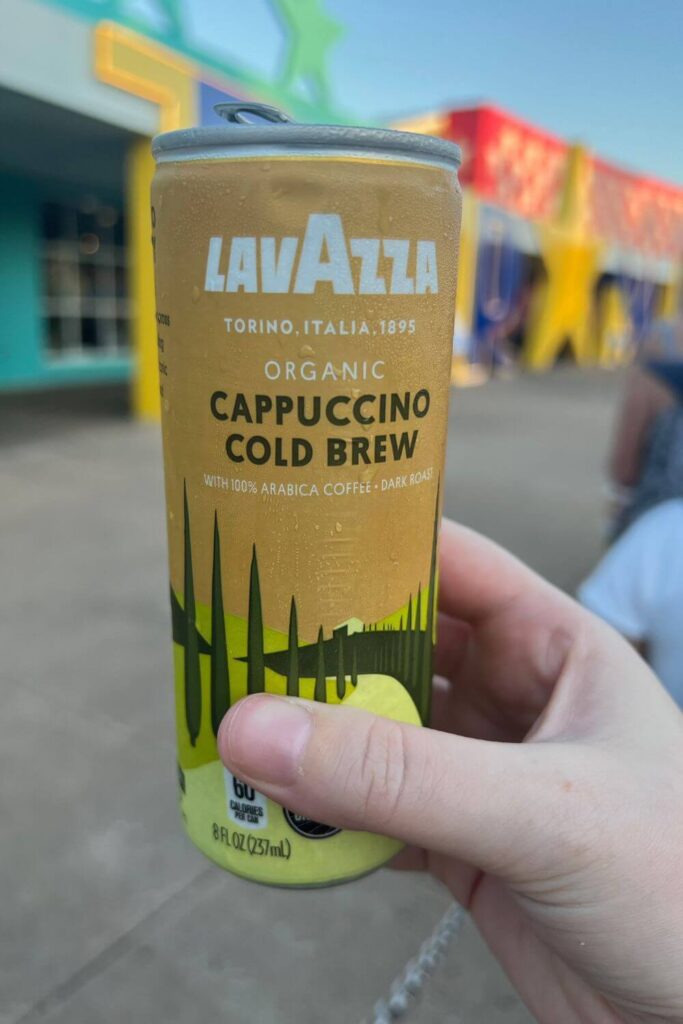 LAVAZZA
TORINO, ITALIA, 1895
ORGANIC
CAPPUCCINO
COLD BREW
WITH 100% ARABICA COFFEE • DARK ROAST
60
CALORIES
PER CAN
8 FL OZ (237mL)